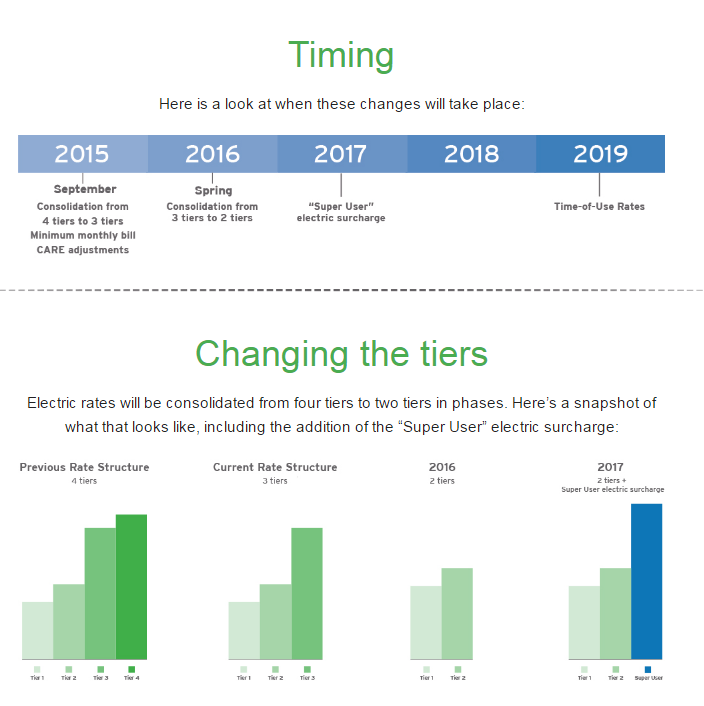 Timing
Here is a look at when these changes will take place:
2015 2016 2017 2018 2019
September
Consolidation from
4 tiers to 3 tiers
Minimum monthly bill
CARE adjustments
Spring
Consolidation from
3 tiers to 2 tiers
“Super User”
electric surcharge
Time-of-Use Rates
Changing the tiers
Electric rates will be consolidated from four tiers to two tiers in phases. Here’s a snapshot of
what that looks like, including the addition of the “Super User” electric surcharge:
Previous Rate Structure
4 tiers
Tier 1 Tier 2 Tier 3 Tier 4
Current Rate Structure
3 tiers
Tier 1 Tier 2 Tier 3
2016
2 tiers
Tier 1 Tier 2
2017
2 tiers +
Super User electric surcharge
Tier 1 Tier 2 Super User